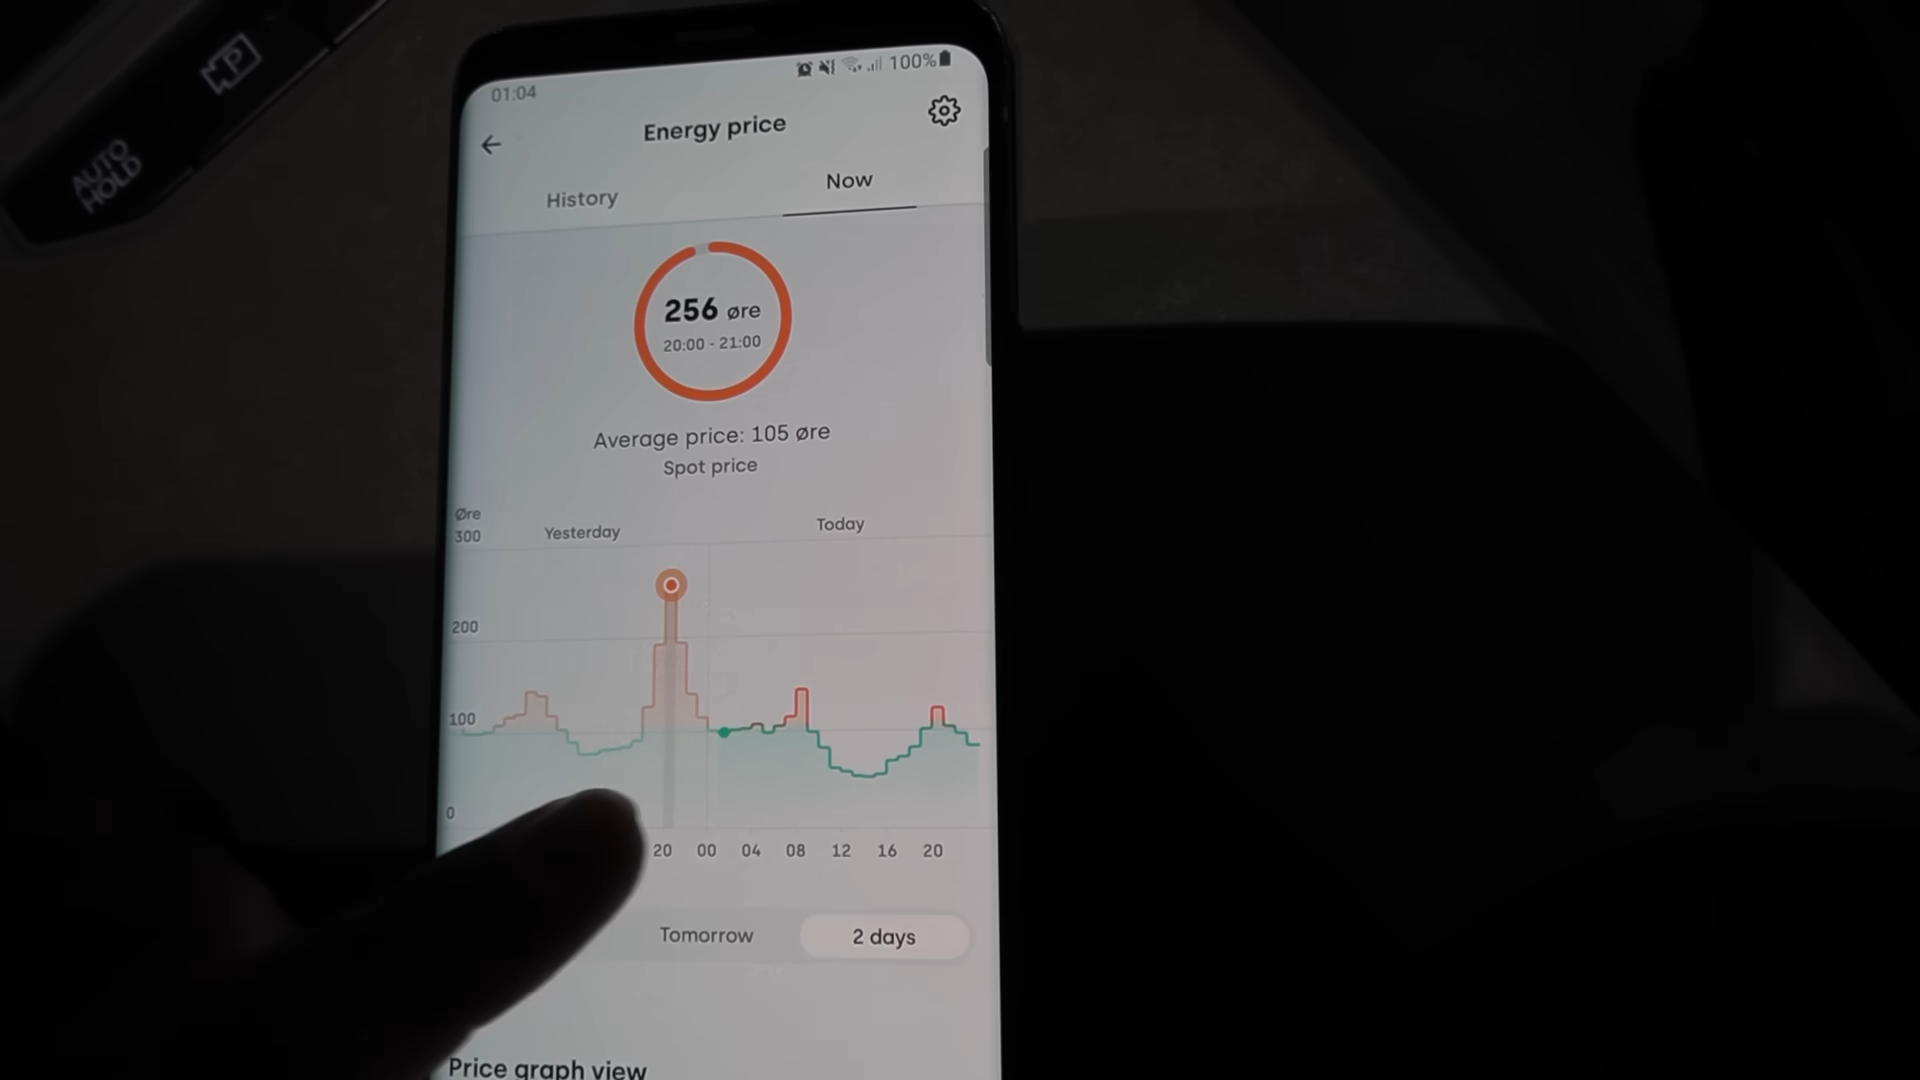 P
AUTO
HOLD
01:04
100%
Energy price
History
Now
256 øre
20:00 - 21:00
Average price: 105 øre
Spot price
Øre
300
Yesterday
Today
200
100
0
20 00 04 08 12 16 20
Tomorrow
2 days
Price graph view